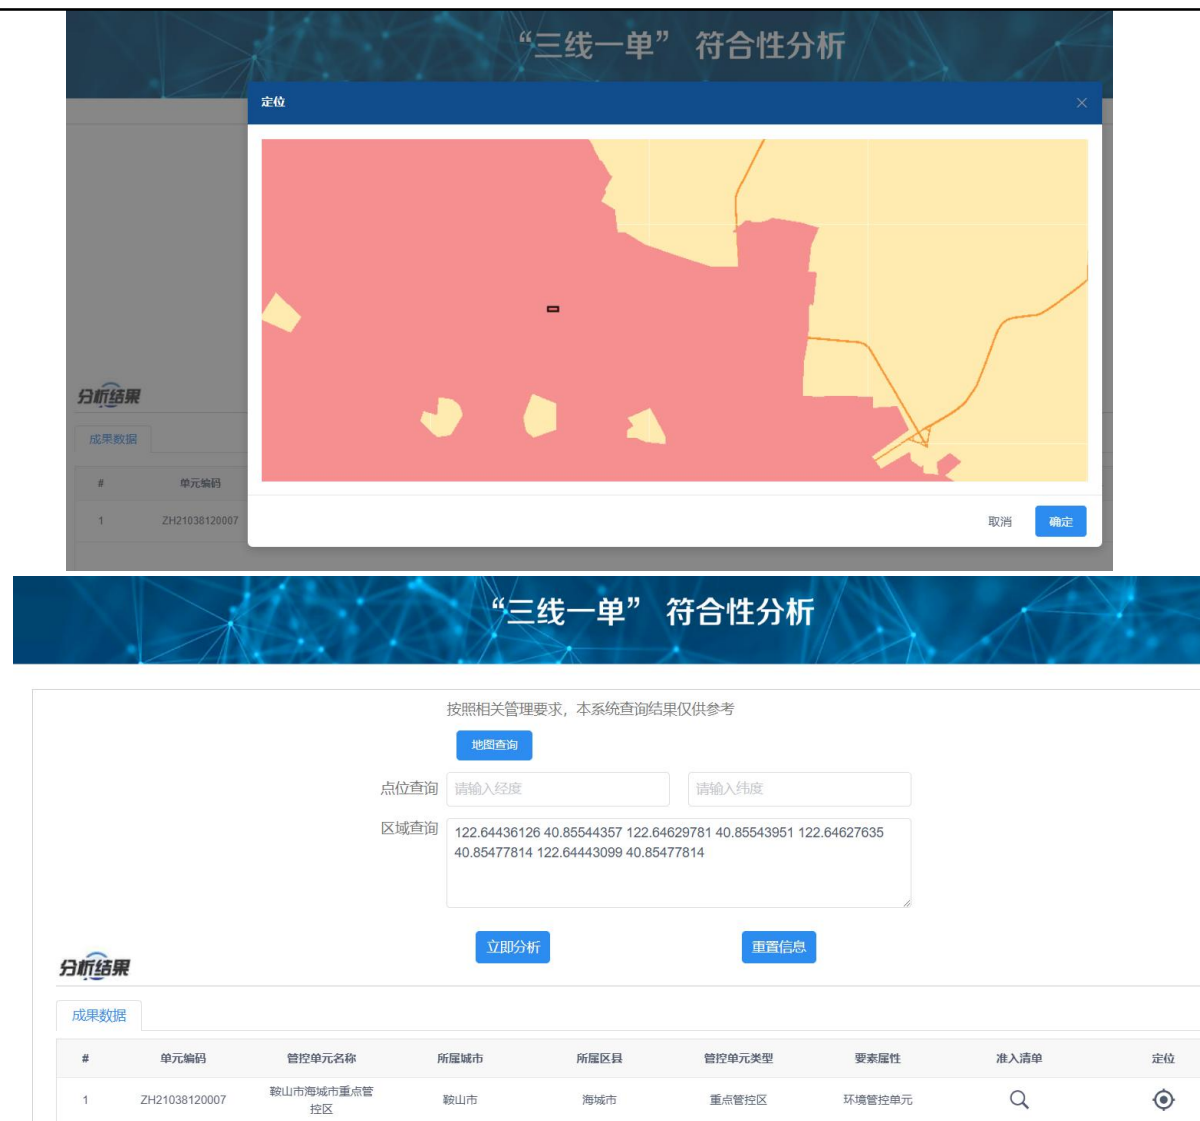 “三线一单” 符合性分析
定位
分析结果
成果数据
# 单元编码
1 ZH21038120007
取消 确定
“三线一单” 符合性分析
按照相关管理要求，本系统查询结果仅供参考
地图查询
点位查询 请输入经度 请输入纬度
区域查询 122.64436126 40.85544357 122.64629781 40.85543951 122.64627635
40.85477814 122.64443099 40.85477814
立即分析 重置信息
分析结果
成果数据
# 单元编码 管控单元名称 所属城市 所属区县 管控单元类型 要素属性 准入清单 定位
1 ZH21038120007 鞍山市海城市重点管 鞍山市 海城市 重点管控区 环境管控单元
控区